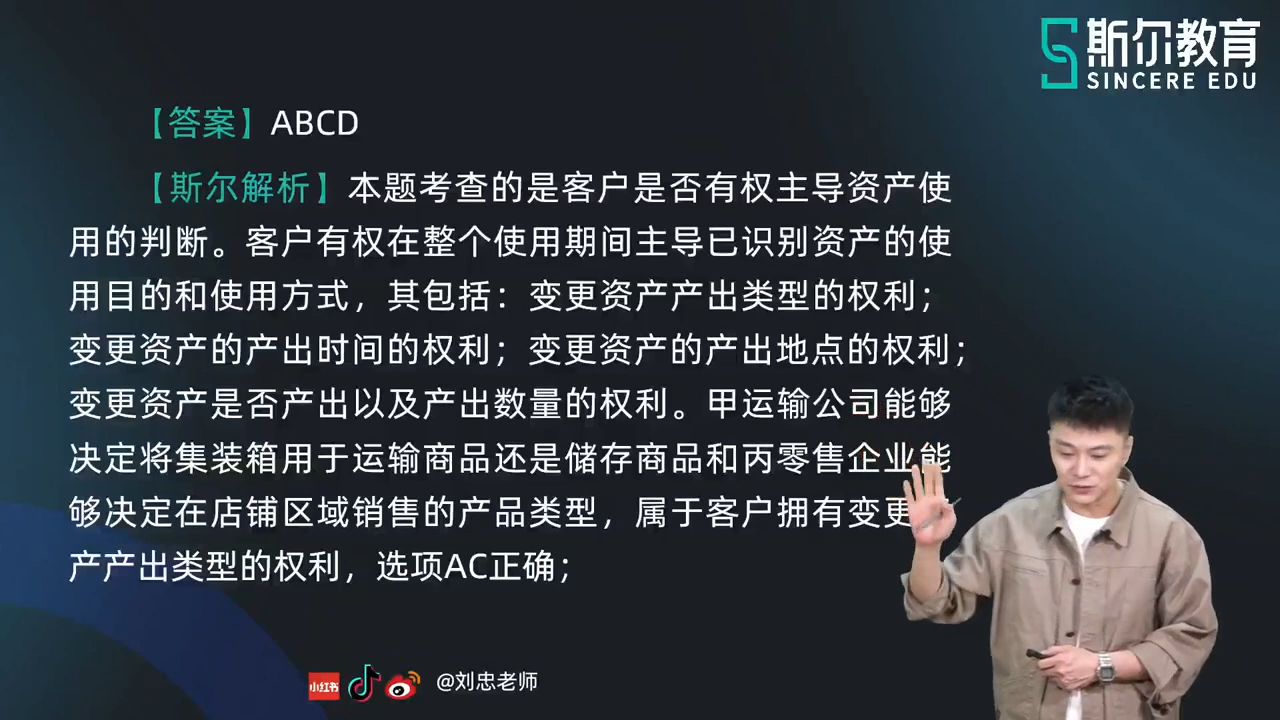 斯尔教育
SINCERE EDU
【答案】ABCD
【斯尔解析】本题考查的是客户是否有权主导资产使
用的判断。客户有权在整个使用期间主导已识别资产的使
用目的和使用方式，其包括：变更资产产出类型的权利；
变更资产的产出时间的权利；变更资产的产出地点的权利；
变更资产是否产出以及产出数量的权利。甲运输公司能够
决定将集装箱用于运输商品还是储存商品和丙零售企业能
够决定在店铺区域销售的产品类型，属于客户拥有变更
产产出类型的权利，选项AC正确；
小红书
@刘忠老师